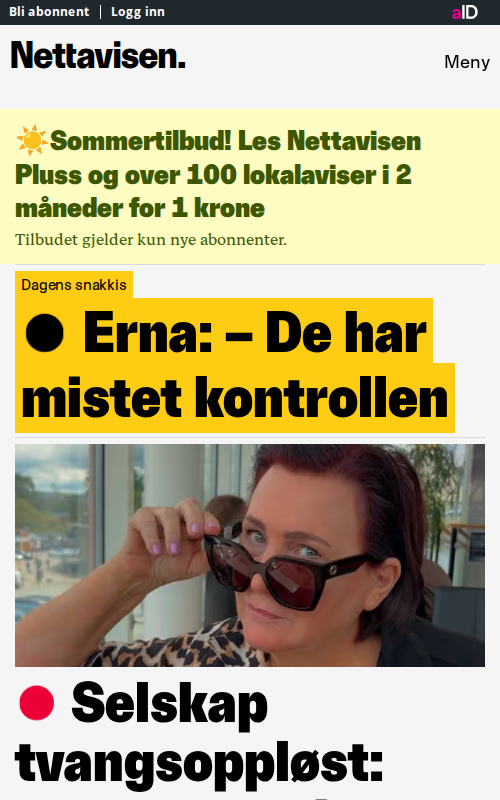 Bli abonnent | Logg inn
aID
Nettavisen.
Meny
☀️Sommertilbud! Les Nettavisen
Pluss og over 100 lokalaviser i 2
måneder for 1 krone
Tilbudet gjelder kun nye abonnenter.
Dagens snakkis
● Erna: – De har
mistet kontrollen
Selskap
tvangsoppløst: